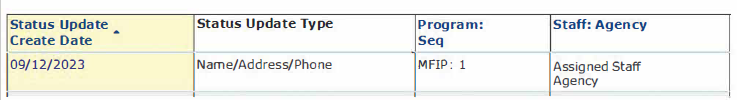 Status Update Create Date	Status Update Type	Program: Seq	Staff: Agency
09/12/2023	Name/Address/Phone	MFIP: 1	Assigned Staff Agency